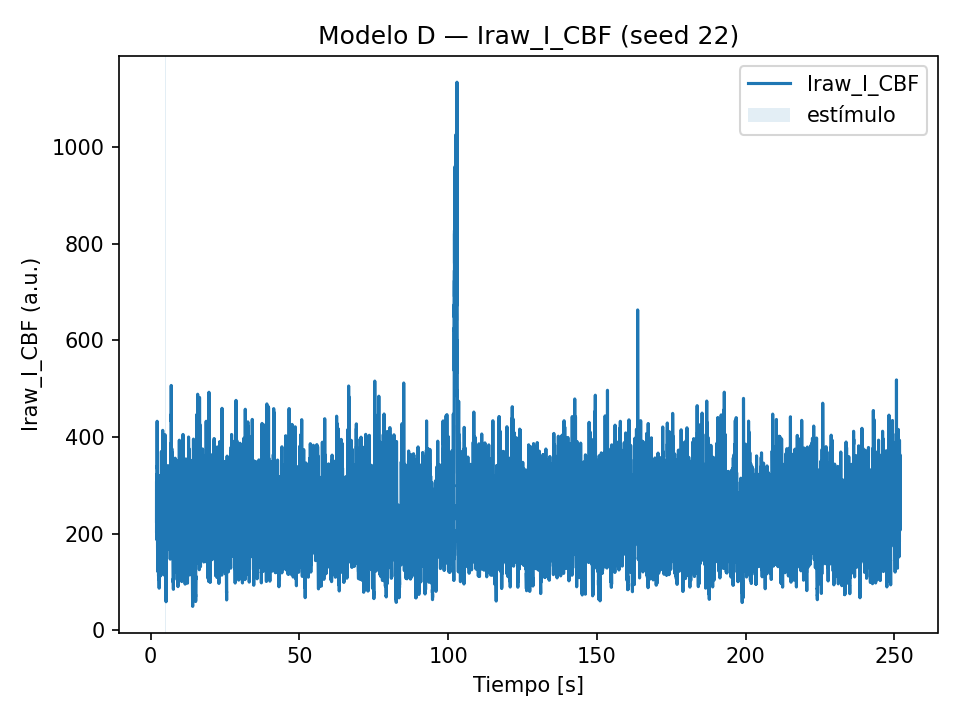 Modelo D — Iraw_I_CBF (seed 22)
Iraw_I_CBF
estímulo
Iraw_I_CBF (a.u.)
1000
800
600
400
200
0
0 50 100 150 200 250
Tiempo [s]